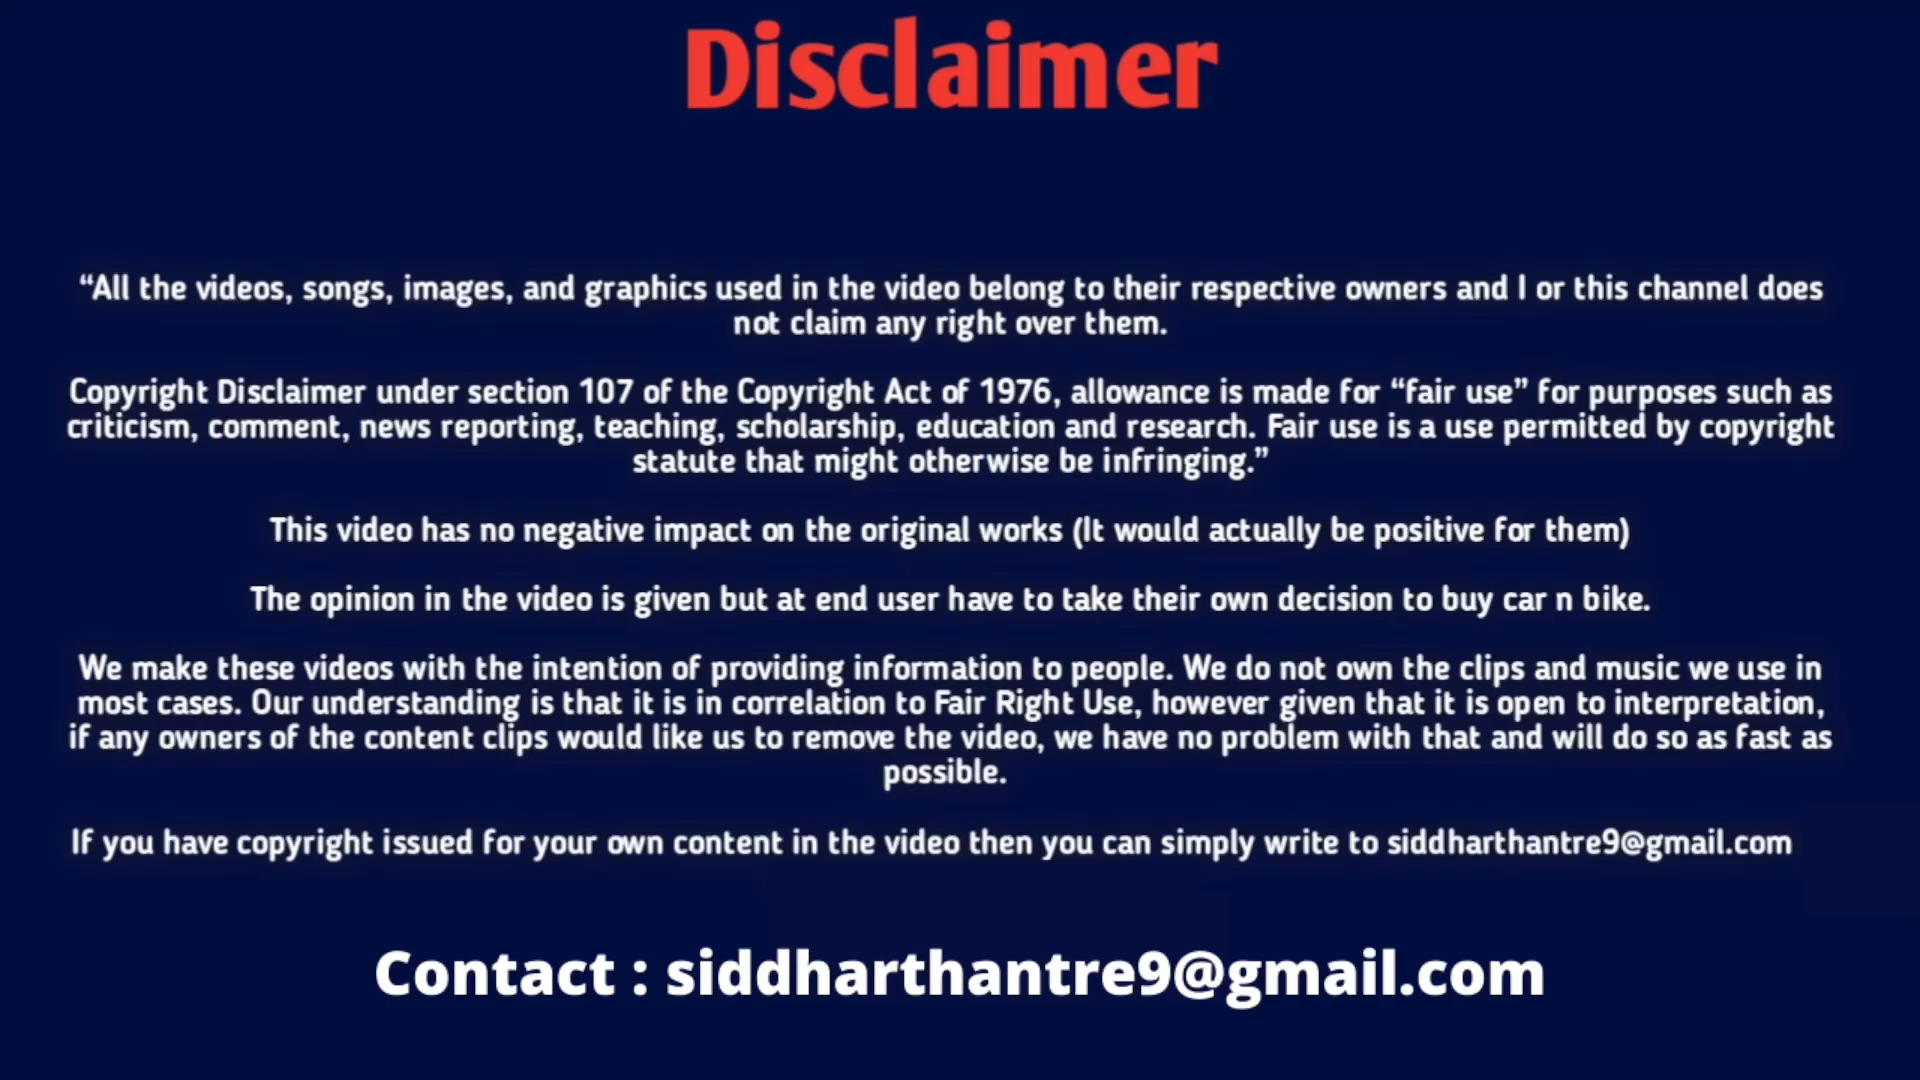 Disclaimer
“All the videos, songs, images, and graphics used in the video belong to their respective owners and I or this channel does
not claim any right over them.
Copyright Disclaimer under section 107 of the Copyright Act of 1976, allowance is made for “fair use” for purposes such as
criticism, comment, news reporting, teaching, scholarship, education and research. Fair use is a use permitted by copyright
statute that might otherwise be infringing.”
This video has no negative impact on the original works (It would actually be positive for them)
The opinion in the video is given but at end user have to take their own decision to buy car n bike.
We make these videos with the intention of providing information to people. We do not own the clips and music we use in
most cases. Our understanding is that it is in correlation to Fair Right Use, however given that it is open to interpretation,
if any owners of the content clips would like us to remove the video, we have no problem with that and will do so as fast as
possible.
If you have copyright issued for your own content in the video then you can simply write to siddharthantre9@gmail.com
Contact : siddharthantre9@gmail.com